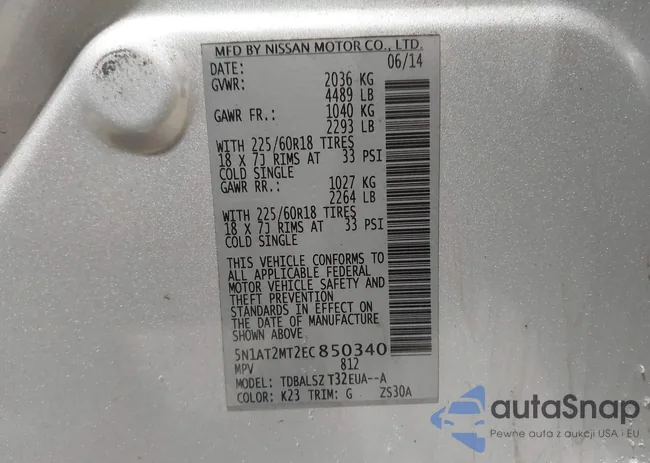 MFD BY NISSAN MOTOR CO., LTD.
DATE: 06/14
GVWR: 2036 KG
4489 LB
GAWR FR.: 1040 KG
2293 LB
WITH 225/60R18 TIRES
18 X 7J RIMS AT 33 PSI
COLD SINGLE
GAWR RR.: 1027 KG
2264 LB
WITH 225/60R18 TIRES
18 X 7J RIMS AT 33 PSI
COLD SINGLE
THIS VEHICLE CONFORMS TO
ALL APPLICABLE FEDERAL
MOTOR VEHICLE SAFETY AND
THEFT PREVENTION
STANDARDS IN EFFECT ON
THE DATE OF MANUFACTURE
SHOWN ABOVE.
5N1AT2MT2EC850340
MPV 812
MODEL: TDBALSZ T32EUA--A
COLOR: K23 TRIM: G ZS30A
autaSnap
Pewne auta z aukcji USA i EU